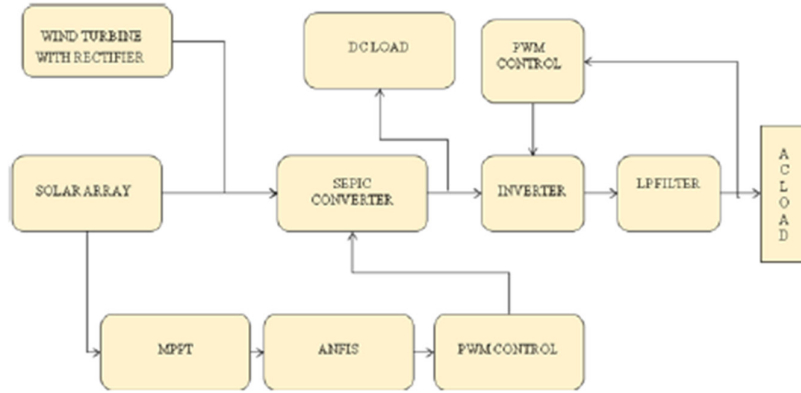 WIND TURBINE
WITH RECTIFIER
DC LOAD
PWM
CONTROL
SOLAR ARRAY
SEPIC
CONVERTER
INVERTER
LP FILTER
A
C
L
O
A
D
MPPT
ANFIS
PWM CONTROL